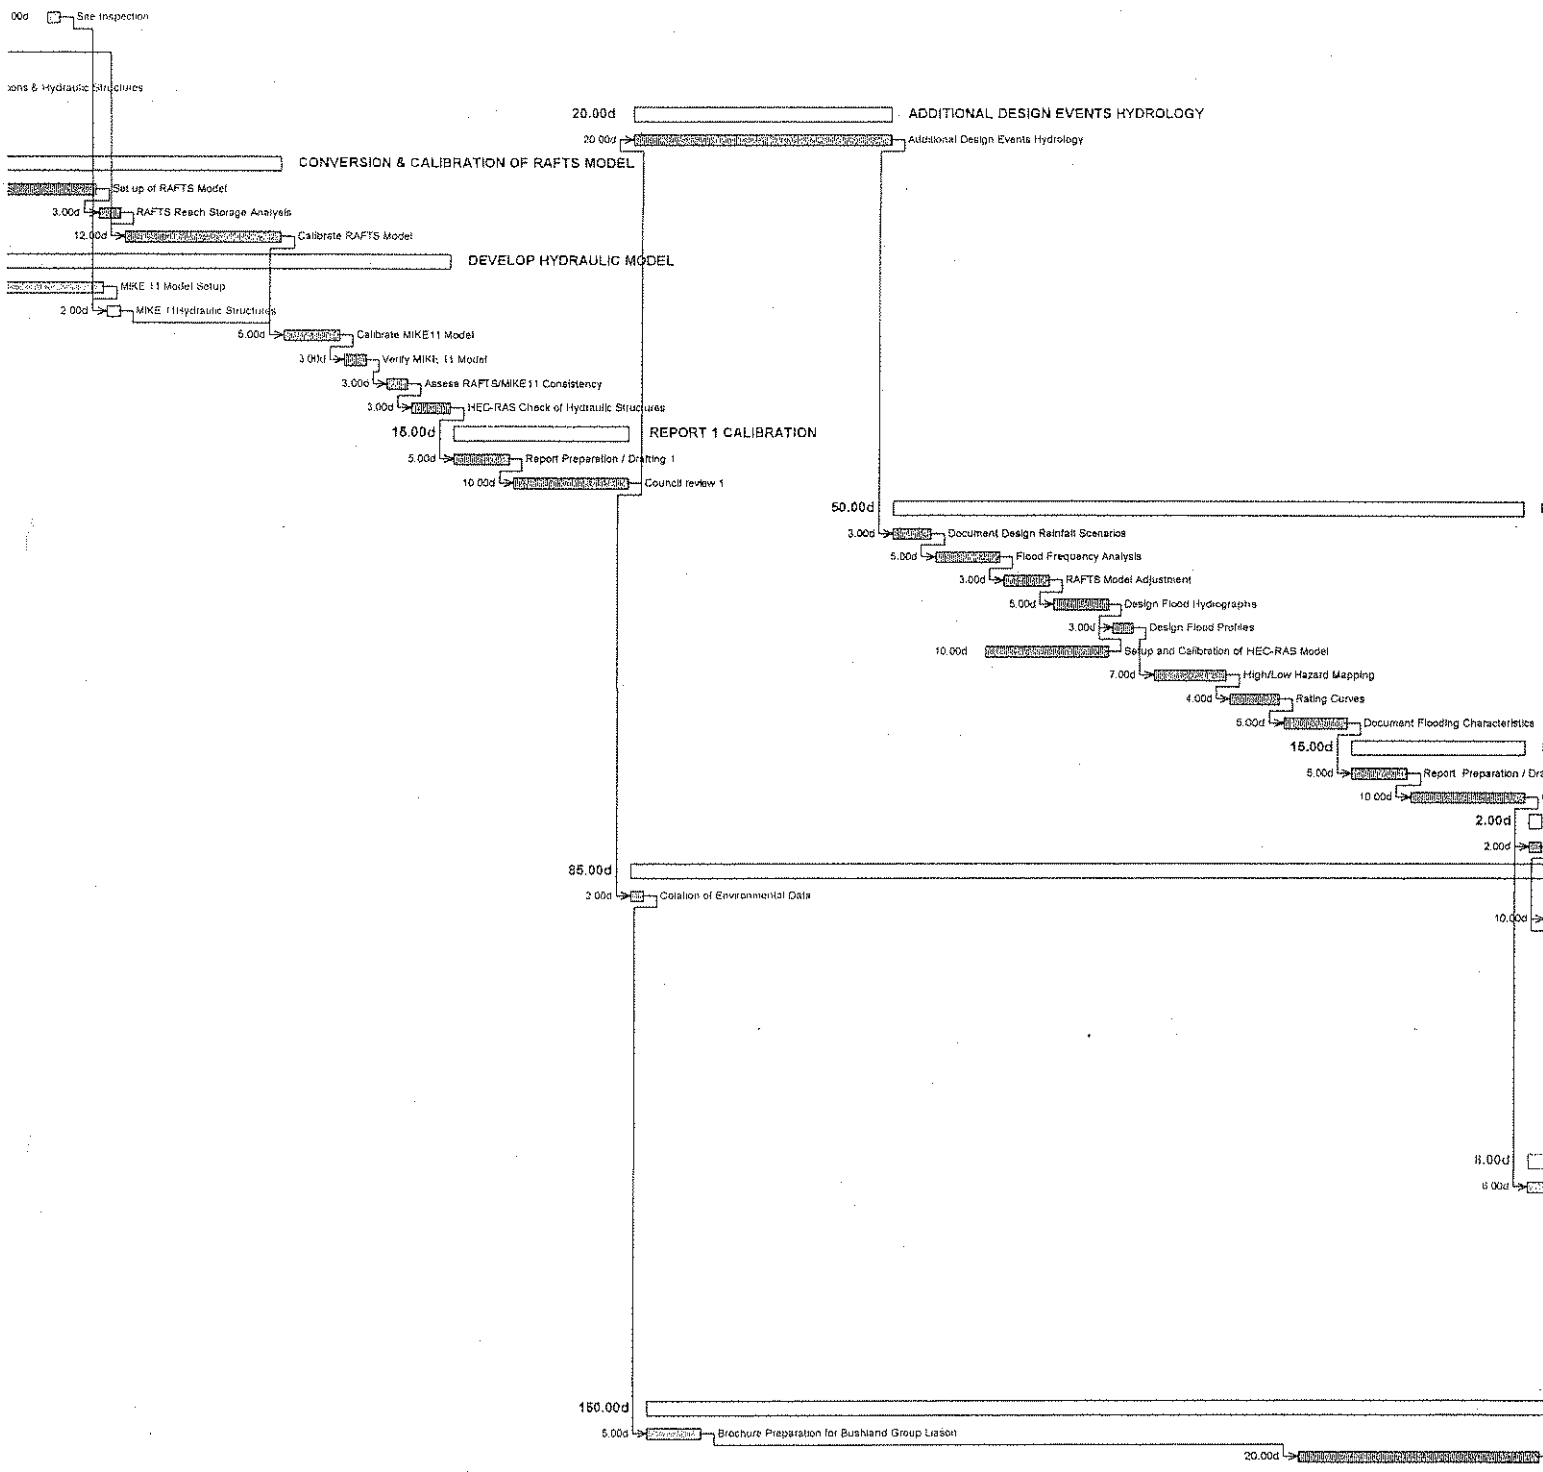 00d Site Inspection
ons & Hydraulic Structures
20.00d ADDITIONAL DESIGN EVENTS HYDROLOGY
20.00d Additional Design Events Hydrology
CONVERSION & CALIBRATION OF RAFTS MODEL
Set up of RAFTS Model
3.00d RAFTS Reach Storage Analysis
12.00d Calibrate RAFTS Model
DEVELOP HYDRAULIC MODEL
MIKE 11 Model Setup
2.00d MIKE 11Hydraulic Structures
5.00d Calibrate MIKE11 Model
3.00d Verify MIKE 11 Model
3.00d Assess RAFTS/MIKE11 Consistency
3.00d HEC-RAS Check of Hydraulic Structures
15.00d REPORT 1 CALIBRATION
5.00d Report Preparation / Drafting 1
10.00d Council review 1
50.00d
3.00d Document Design Rainfall Scenarios
5.00d Flood Frequency Analysis
3.00d RAFTS Model Adjustment
5.00d Design Flood Hydrographs
3.00d Design Flood Profiles
10.00d Setup and Calibration of HEC-RAS Model
7.00d High/Low Hazard Mapping
4.00d Rating Curves
5.00d Document Flooding Characteristics
15.00d
5.00d Report Preparation / Dra
10.00d
2.00d
2.00d
85.00d
2.00d Colation of Environmental Data
10.00d
6.00d
160.00d
5.00d Brochure Preparation for Bushland Group Liason
20.00d